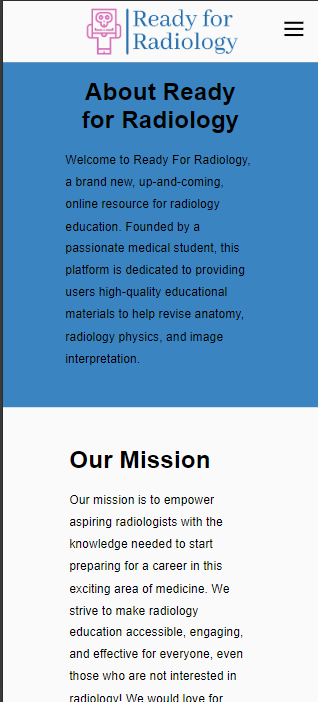 Ready for
Radiology
About Ready
for Radiology
Welcome to Ready For Radiology,
a brand new, up-and-coming,
online resource for radiology
education. Founded by a
passionate medical student, this
platform is dedicated to providing
users high-quality educational
materials to help revise anatomy,
radiology physics, and image
interpretation.
Our Mission
Our mission is to empower
aspiring radiologists with the
knowledge needed to start
preparing for a career in this
exciting area of medicine. We
strive to make radiology
education accessible, engaging,
and effective for everyone, even
those who are not interested in
radiology! We would love for